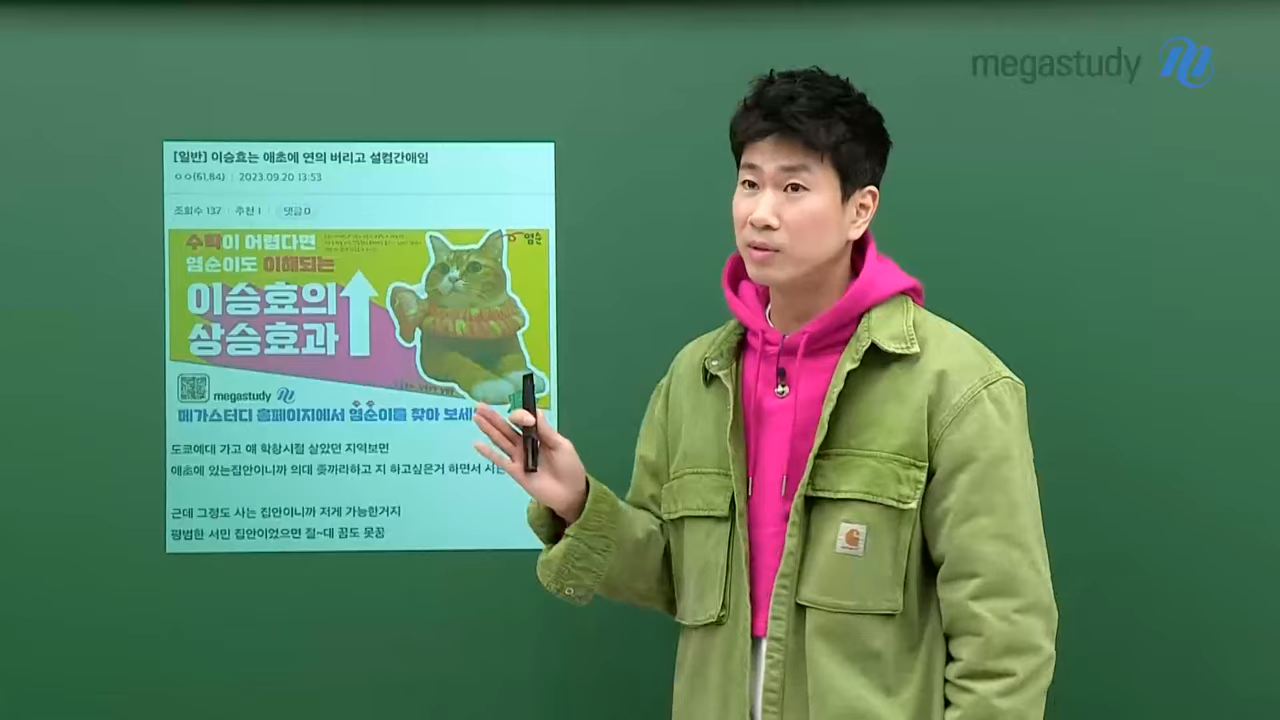 megastudy
[일반] 이승효는 애초에 연의 버리고 설컴간애임
ㅇㅇ(61.84) 2023.09.20 13:53
조회수 137 추천 1 댓글 0
수학이 어렵다면
염순이도 이해되는
이승효의
상승효과
염순
megastudy
메가스터디 홈페이지에서 염순이를 찾아 보세
도쿄예대 가고 얘 학창시절 살았던 지역보면
애초에 있는집안이니까 의대 좆까라하고 지 하고싶은거 하면서 사는
근데 그정도 사는 집안이니까 저게 가능한거지
평범한 서민 집안이었으면 절~대 꿈도 못꿈